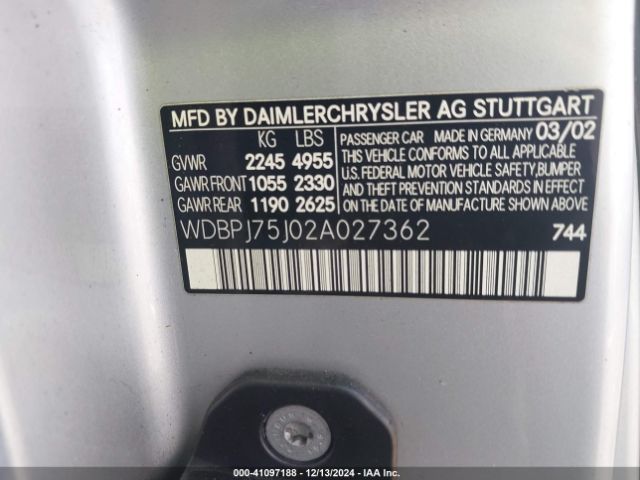 MFD BY DAIMLERCHRYSLER AG STUTTGART
KG LBS
GVWR 2245 4955
GAWR FRONT 1055 2330
GAWR REAR 1190 2625
PASSENGER CAR MADE IN GERMANY 03/02
THIS VEHICLE CONFORMS TO ALL APPLICABLE
U.S. FEDERAL MOTOR VEHICLE SAFETY, BUMPER
AND THEFT PREVENTION STANDARDS IN EFFECT
ON THE DATE OF MANUFACTURE SHOWN ABOVE
WDBPJ75J02A027362 744
StockNo - 41097188 - 12/13/2024 - IAA Inc.